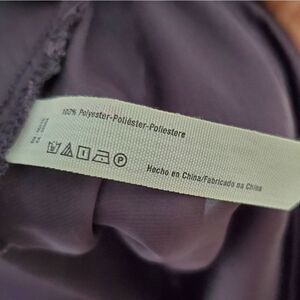 100% Polyester-Poliéster-Poliestere
Hecho en China/Fabricado na China